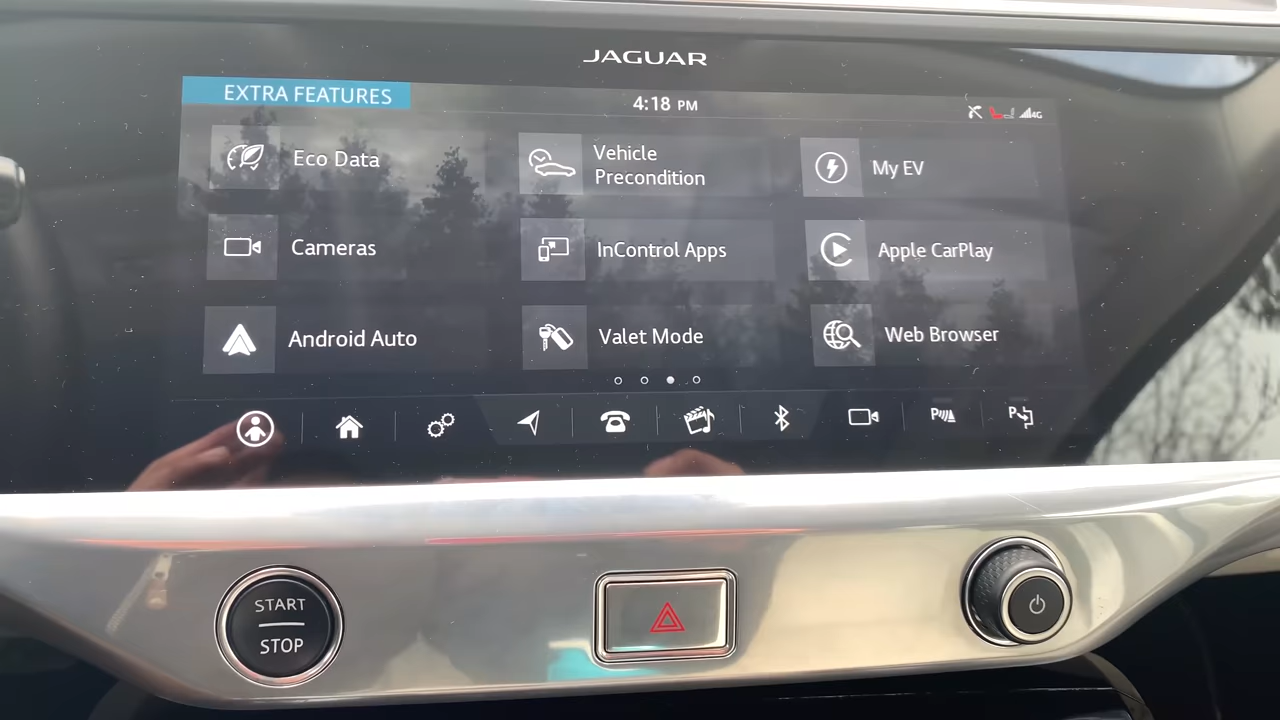 JAGUAR
EXTRA FEATURES
4:18 PM
4G
Eco Data
Vehicle
Precondition
My EV
Cameras
InControl Apps
Apple CarPlay
Android Auto
Valet Mode
Web Browser
P
P
START
STOP